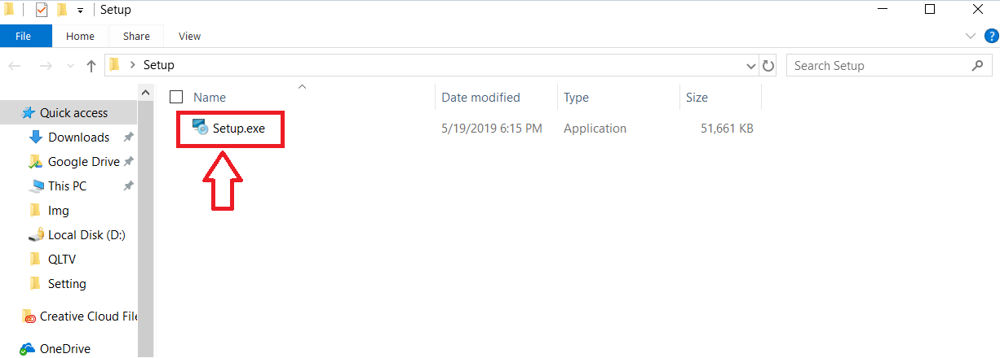 Setup
File Home Share View
Setup
Search Setup
Name Date modified Type Size
Quick access
Setup.exe 5/19/2019 6:15 PM Application 51,661 KB
Downloads
Google Drive
This PC
Img
Local Disk (D:)
QLTV
Setting
Creative Cloud File
OneDrive